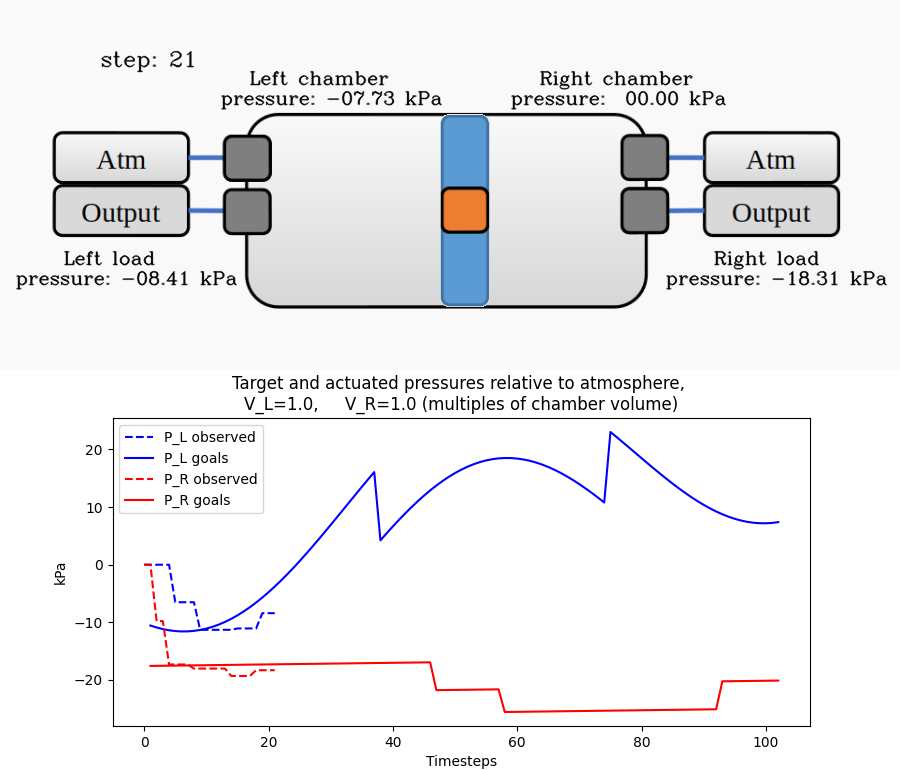 step: 21
Left chamber
pressure: -07.73 kPa
Right chamber
pressure:  00.00 kPa
Atm
Output
Atm
Output
Left load
pressure: -08.41 kPa
Right load
pressure: -18.31 kPa
Target and actuated pressures relative to atmosphere,
V_L=1.0,     V_R=1.0 (multiples of chamber volume)
P_L observed
P_L goals
P_R observed
P_R goals
20
10
0
−10
−20
kPa
0 20 40 60 80 100
Timesteps